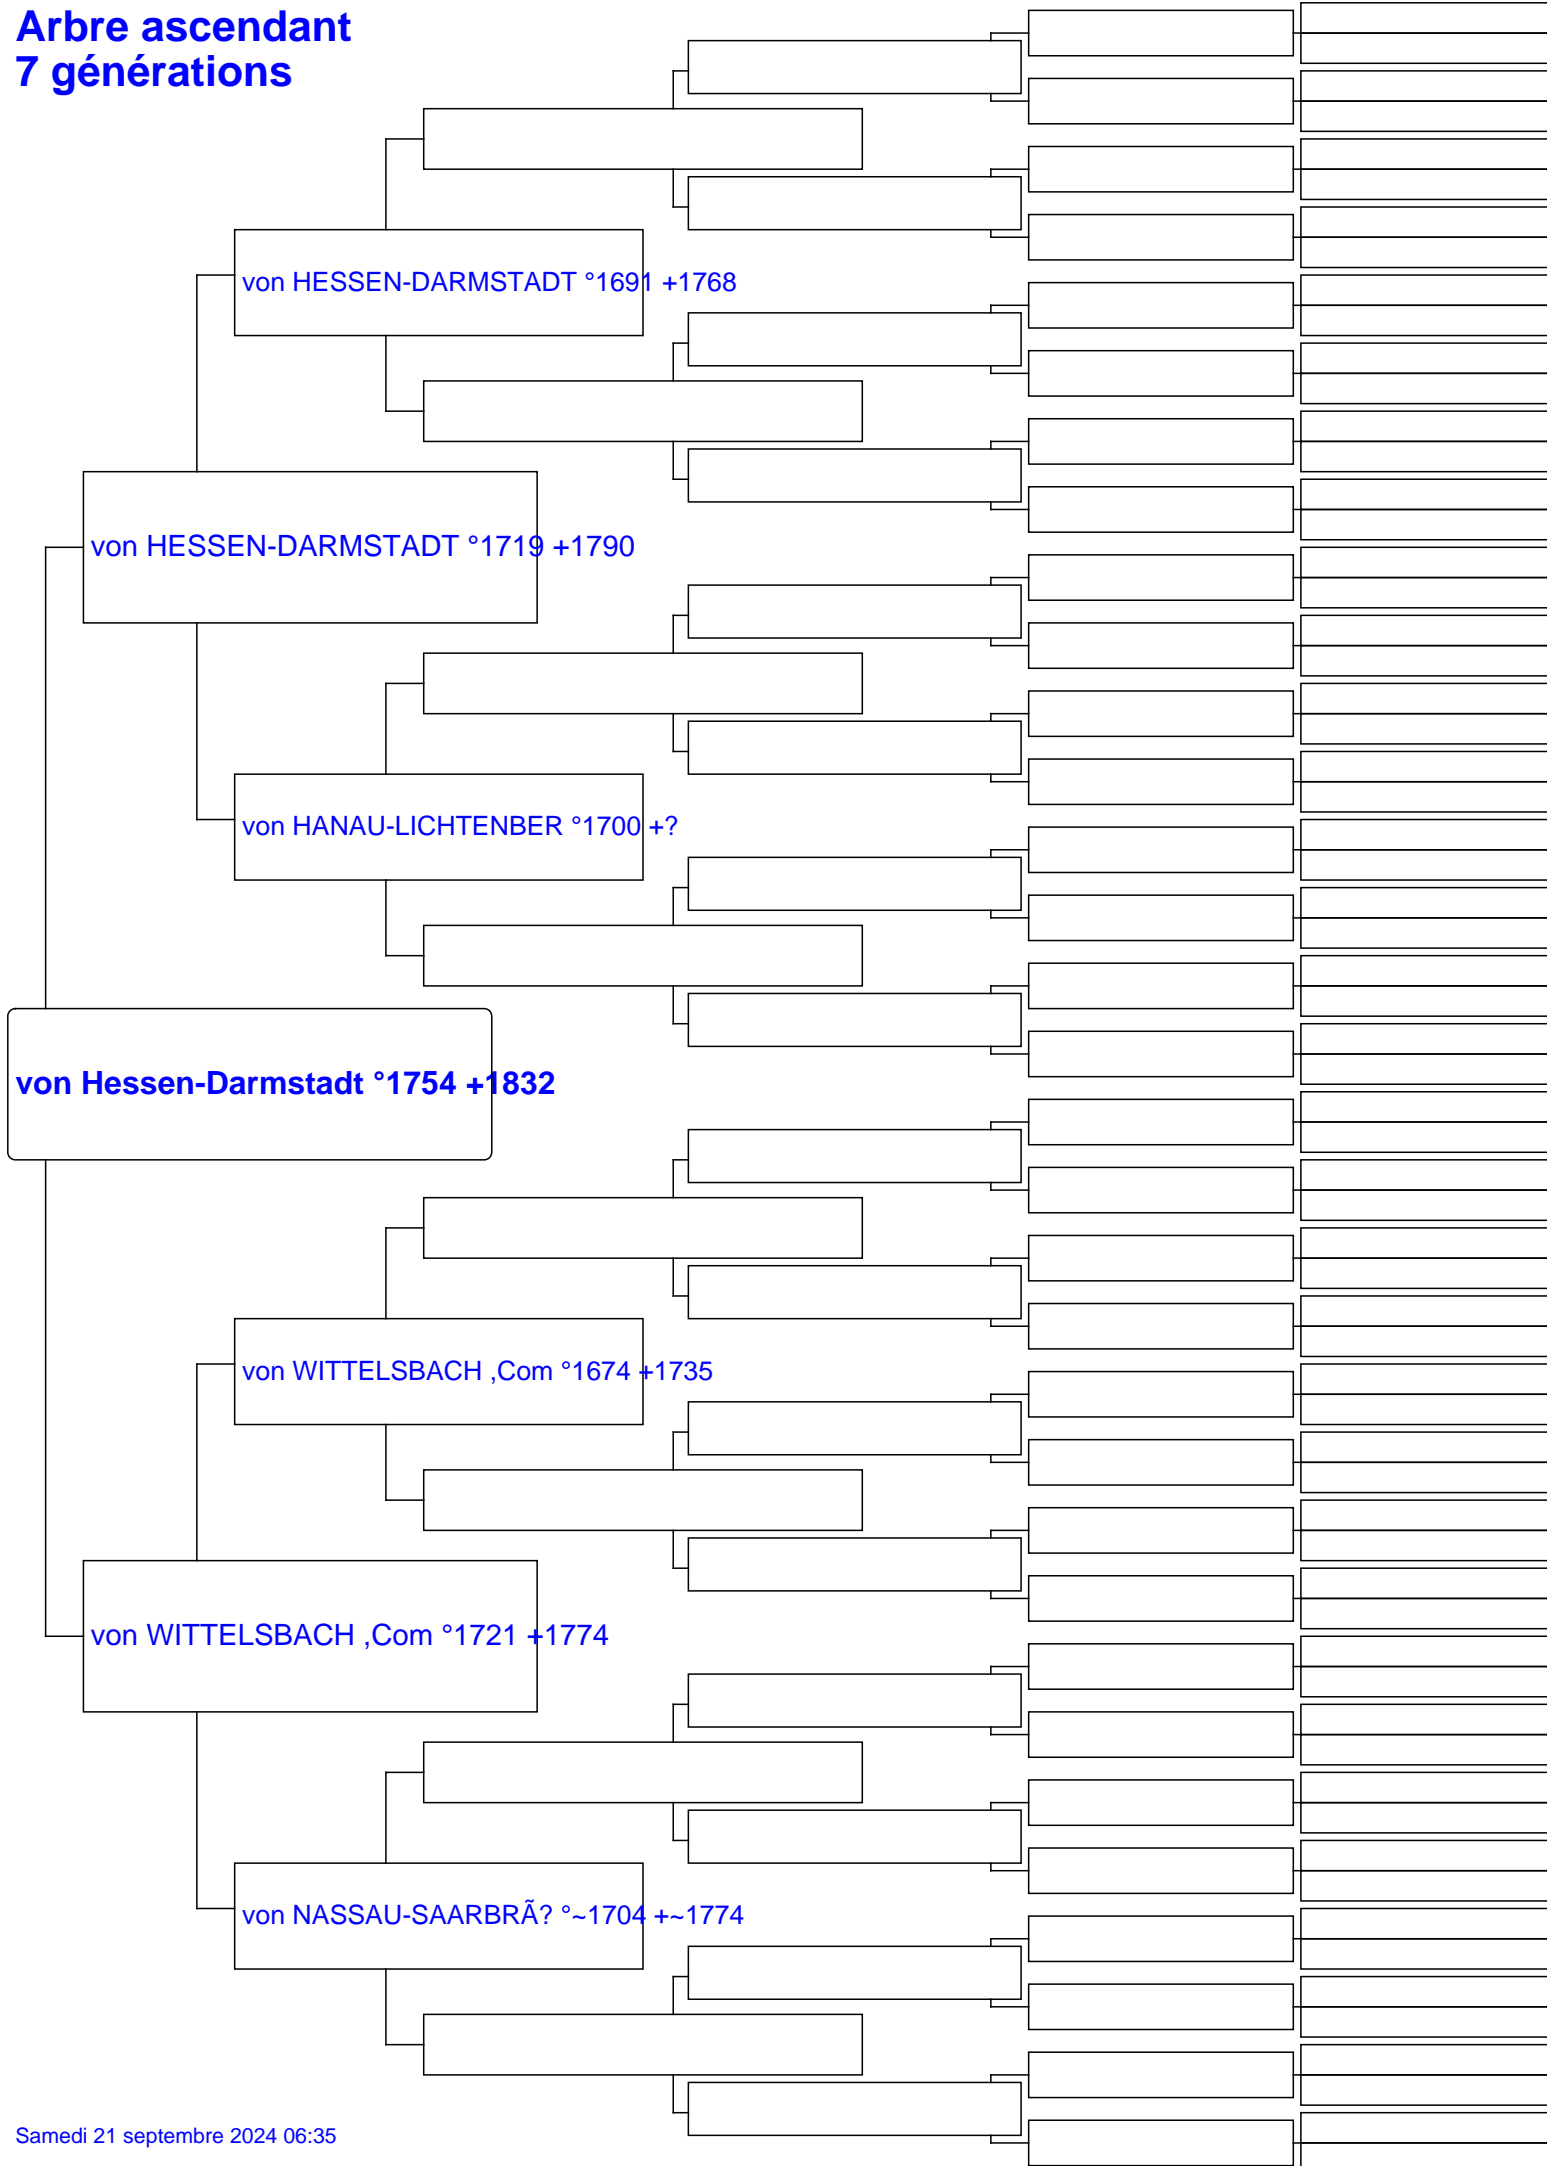 Arbre ascendant
7 générations
von HESSEN-DARMSTADT °1691 +1768
von HESSEN-DARMSTADT °1719 +1790
von HANAU-LICHTENBER °1700 +?
von Hessen-Darmstadt °1754 +1832
von WITTELSBACH ,Com °1674 +1735
von WITTELSBACH ,Com °1721 +1774
von NASSAU-SAARBRÃ? °~1704 +~1774
Samedi 21 septembre 2024 06:35